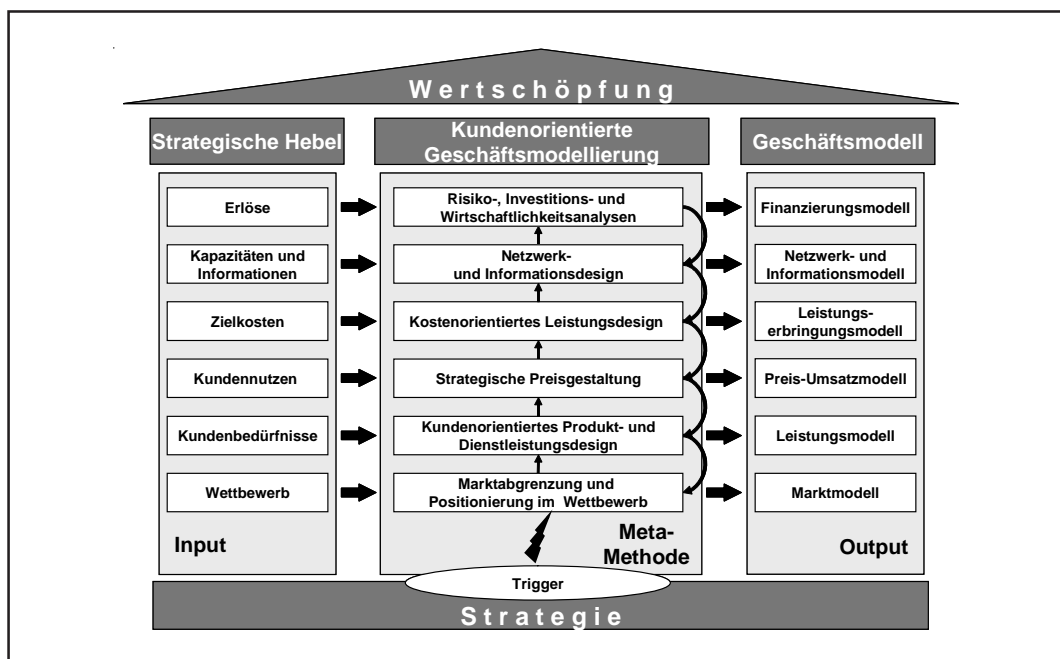 Wertschöpfung
Strategische Hebel
Kundenorientierte
Geschäftsmodellierung
Geschäftsmodell
Erlöse
Risiko-, Investitions- und
Wirtschaftlichkeitsanalysen
Finanzierungsmodell
Kapazitäten und
Informationen
Netzwerk-
und Informationsdesign
Netzwerk- und
Informationsmodell
Zielkosten
Kostenorientiertes Leistungsdesign
Leistungs-
erbringungsmodell
Kundennutzen
Strategische Preisgestaltung
Preis-Umsatzmodell
Kundenbedürfnisse
Kundenorientiertes Produkt- und
Dienstleistungsdesign
Leistungsmodell
Wettbewerb
Marktabgrenzung und
Positionierung im Wettbewerb
Marktmodell
Input
Meta-
Methode
Output
Trigger
Strategie